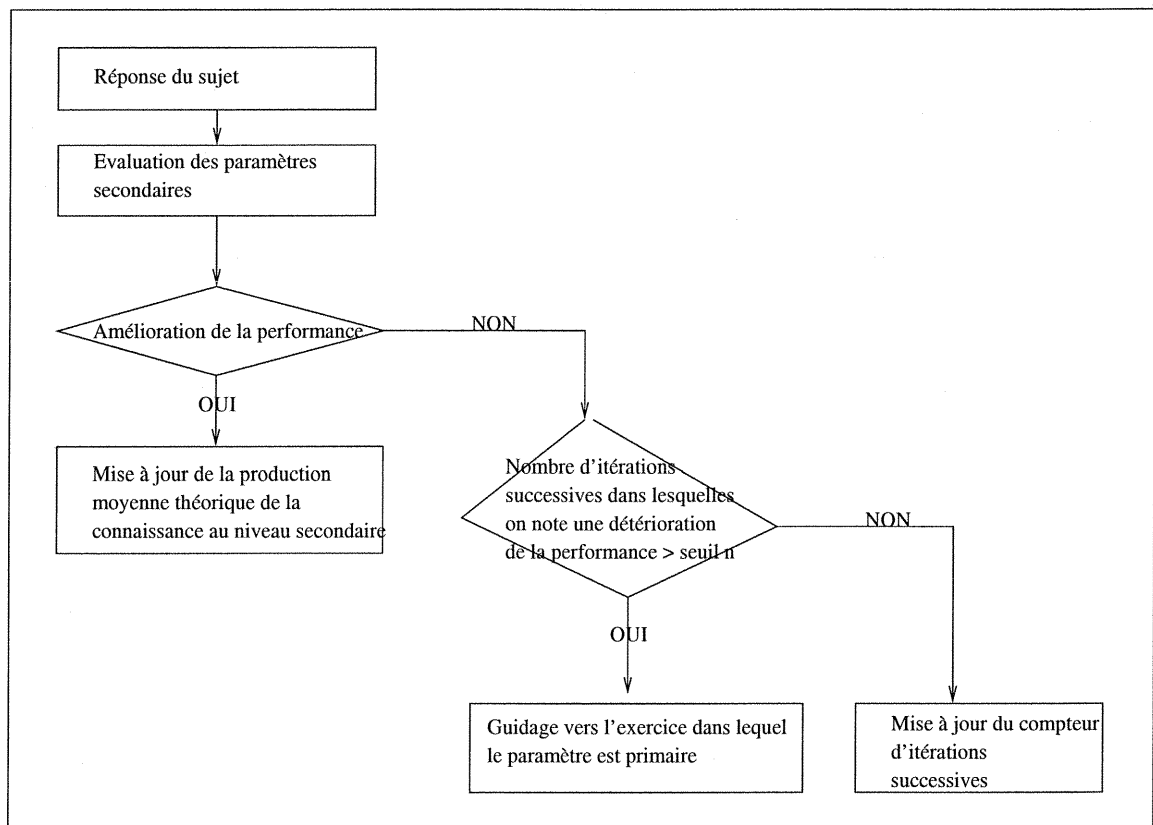 Réponse du sujet
Evaluation des paramètres
secondaires
Amélioration de la performance
NON
OUI
Mise à jour de la production
moyenne théorique de la
connaissance au niveau secondaire
Nombre d'itérations
successives dans lesquelles
on note une détérioration
de la performance > seuil n
NON
OUI
Guidage vers l'exercice dans lequel
le paramètre est primaire
Mise à jour du compteur
d'itérations
successives